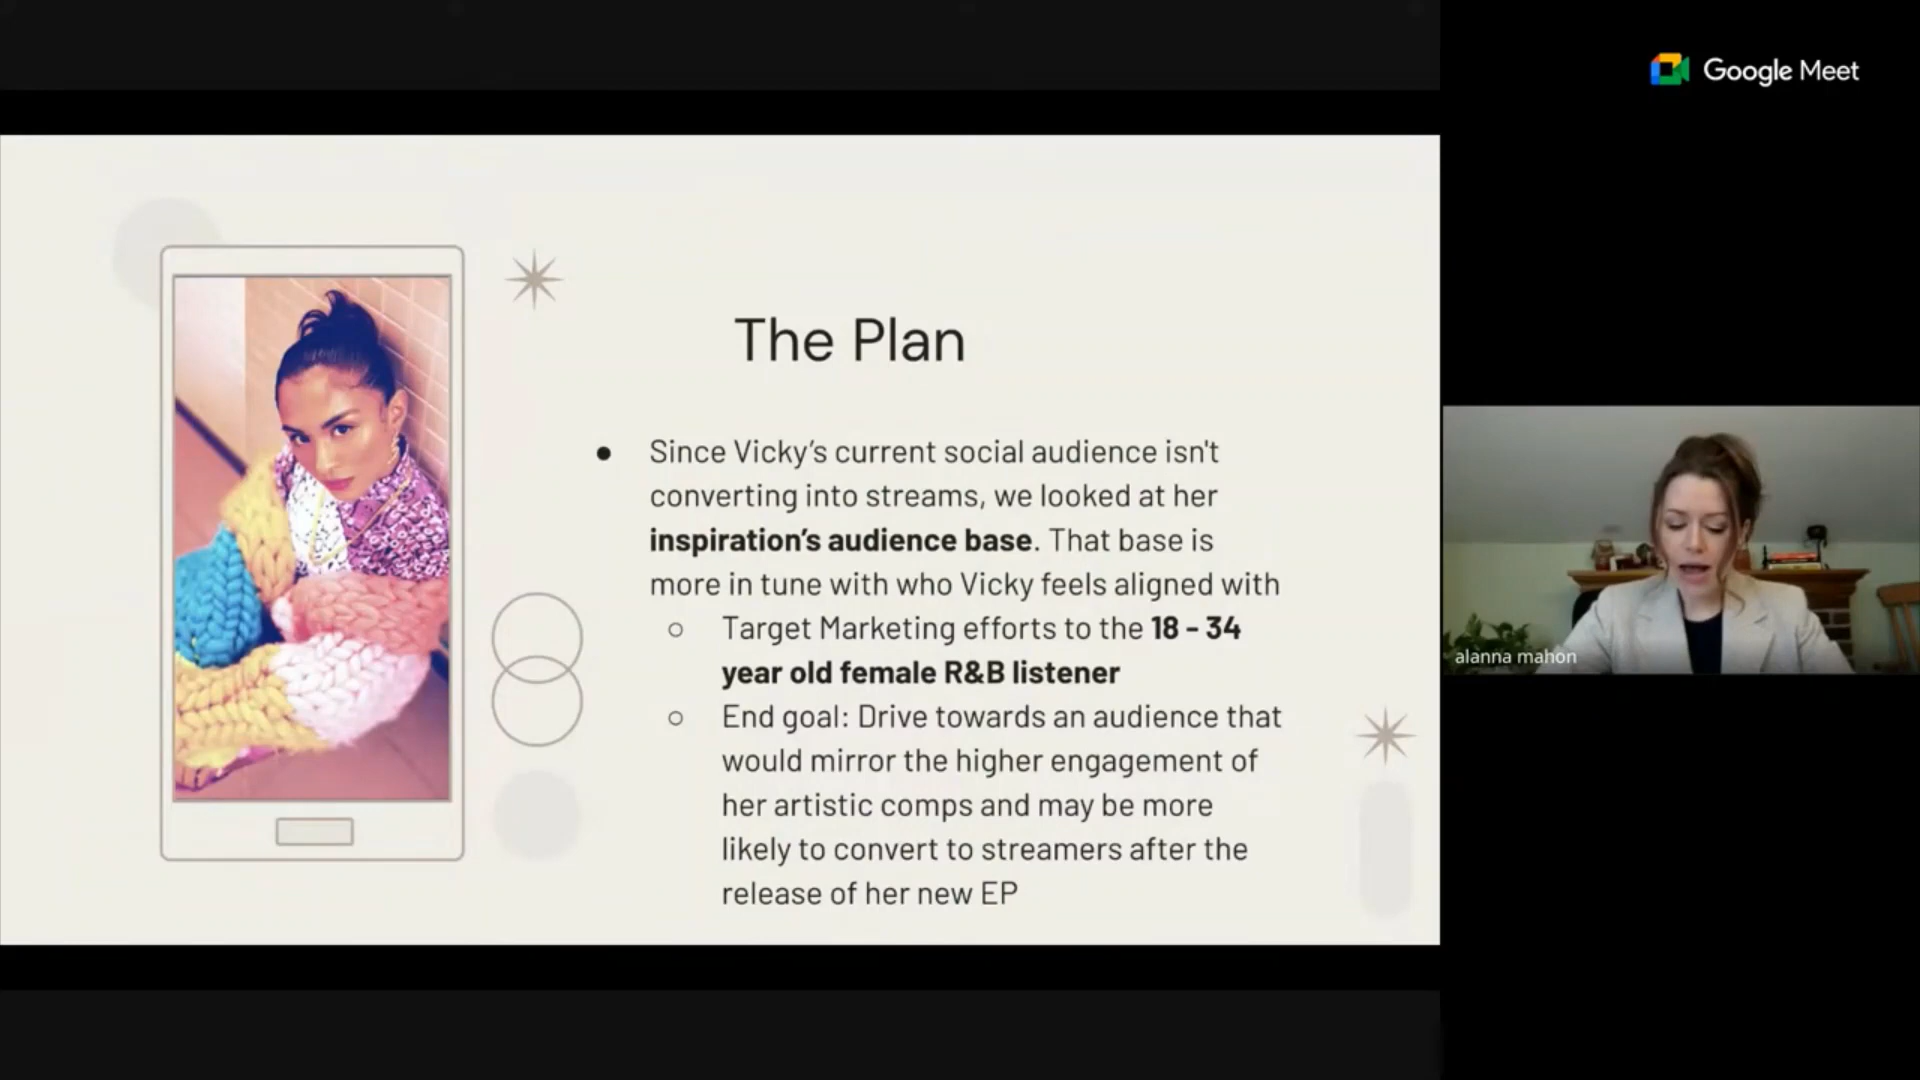 Google Meet
The Plan
● Since Vicky’s current social audience isn't
converting into streams, we looked at her
inspiration’s audience base. That base is
more in tune with who Vicky feels aligned with
○ Target Marketing efforts to the 18 - 34
year old female R&B listener
○ End goal: Drive towards an audience that
would mirror the higher engagement of
her artistic comps and may be more
likely to convert to streamers after the
release of her new EP
alanna mahon